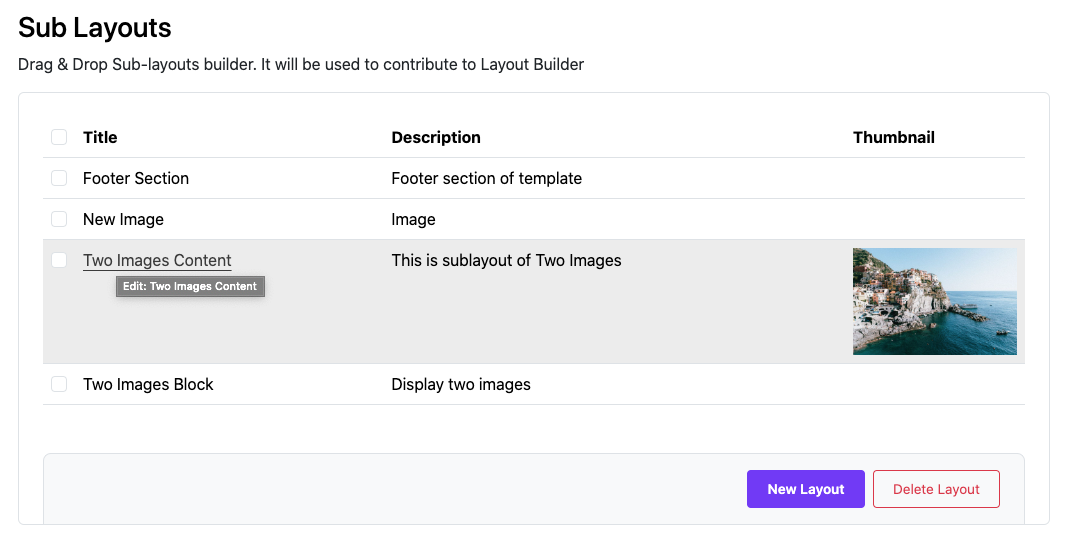 Sub Layouts
Drag & Drop Sub-layouts builder. It will be used to contribute to Layout Builder
Title Description Thumbnail
Footer Section Footer section of template
New Image Image
Two Images Content This is sublayout of Two Images
Edit: Two Images Content
Two Images Block Display two images
New Layout Delete Layout